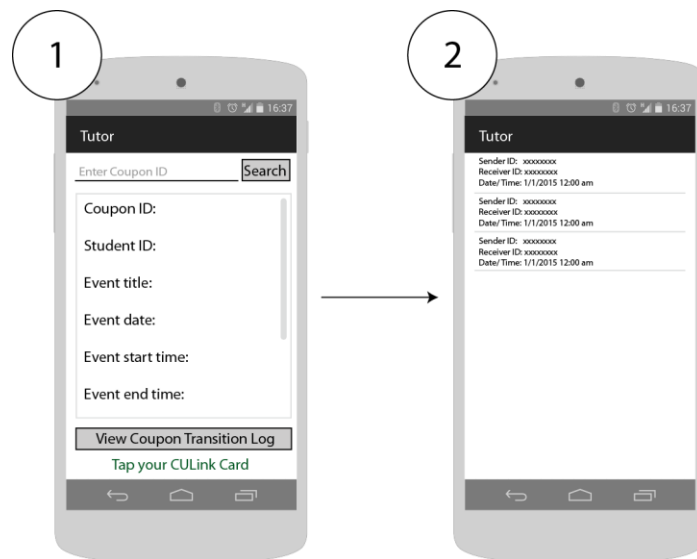 1
16:37
Tutor
Enter Coupon ID
Search
Coupon ID:
Student ID:
Event title:
Event date:
Event start time:
Event end time:
View Coupon Transition Log
Tap your CULink Card
2
16:37
Tutor
Sender ID: xxxxxxxx
Receiver ID: xxxxxxxx
Date/ Time: 1/1/2015 12:00 am
Sender ID: xxxxxxxx
Receiver ID: xxxxxxxx
Date/ Time: 1/1/2015 12:00 am
Sender ID: xxxxxxxx
Receiver ID: xxxxxxxx
Date/ Time: 1/1/2015 12:00 am